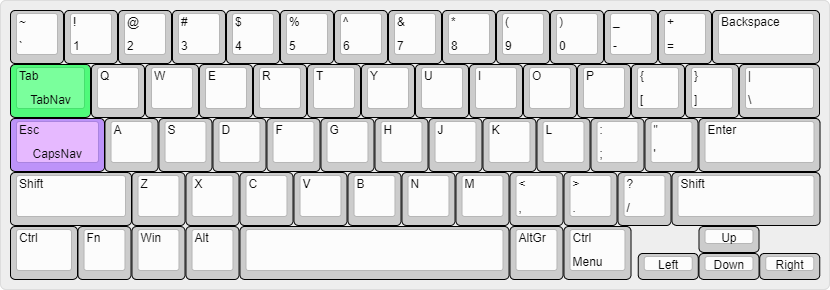 ~ ! @ # $ % ^ & * ( ) _ + Backspace
` 1 2 3 4 5 6 7 8 9 0 - =
Tab Q W E R T Y U I O P { } |
TabNav [ ] \
Esc A S D F G H J K L : " Enter
CapsNav ; '
Shift Z X C V B N M < > ? Shift
, . /
Ctrl Fn Win Alt AltGr Ctrl Up
Menu Left Down Right